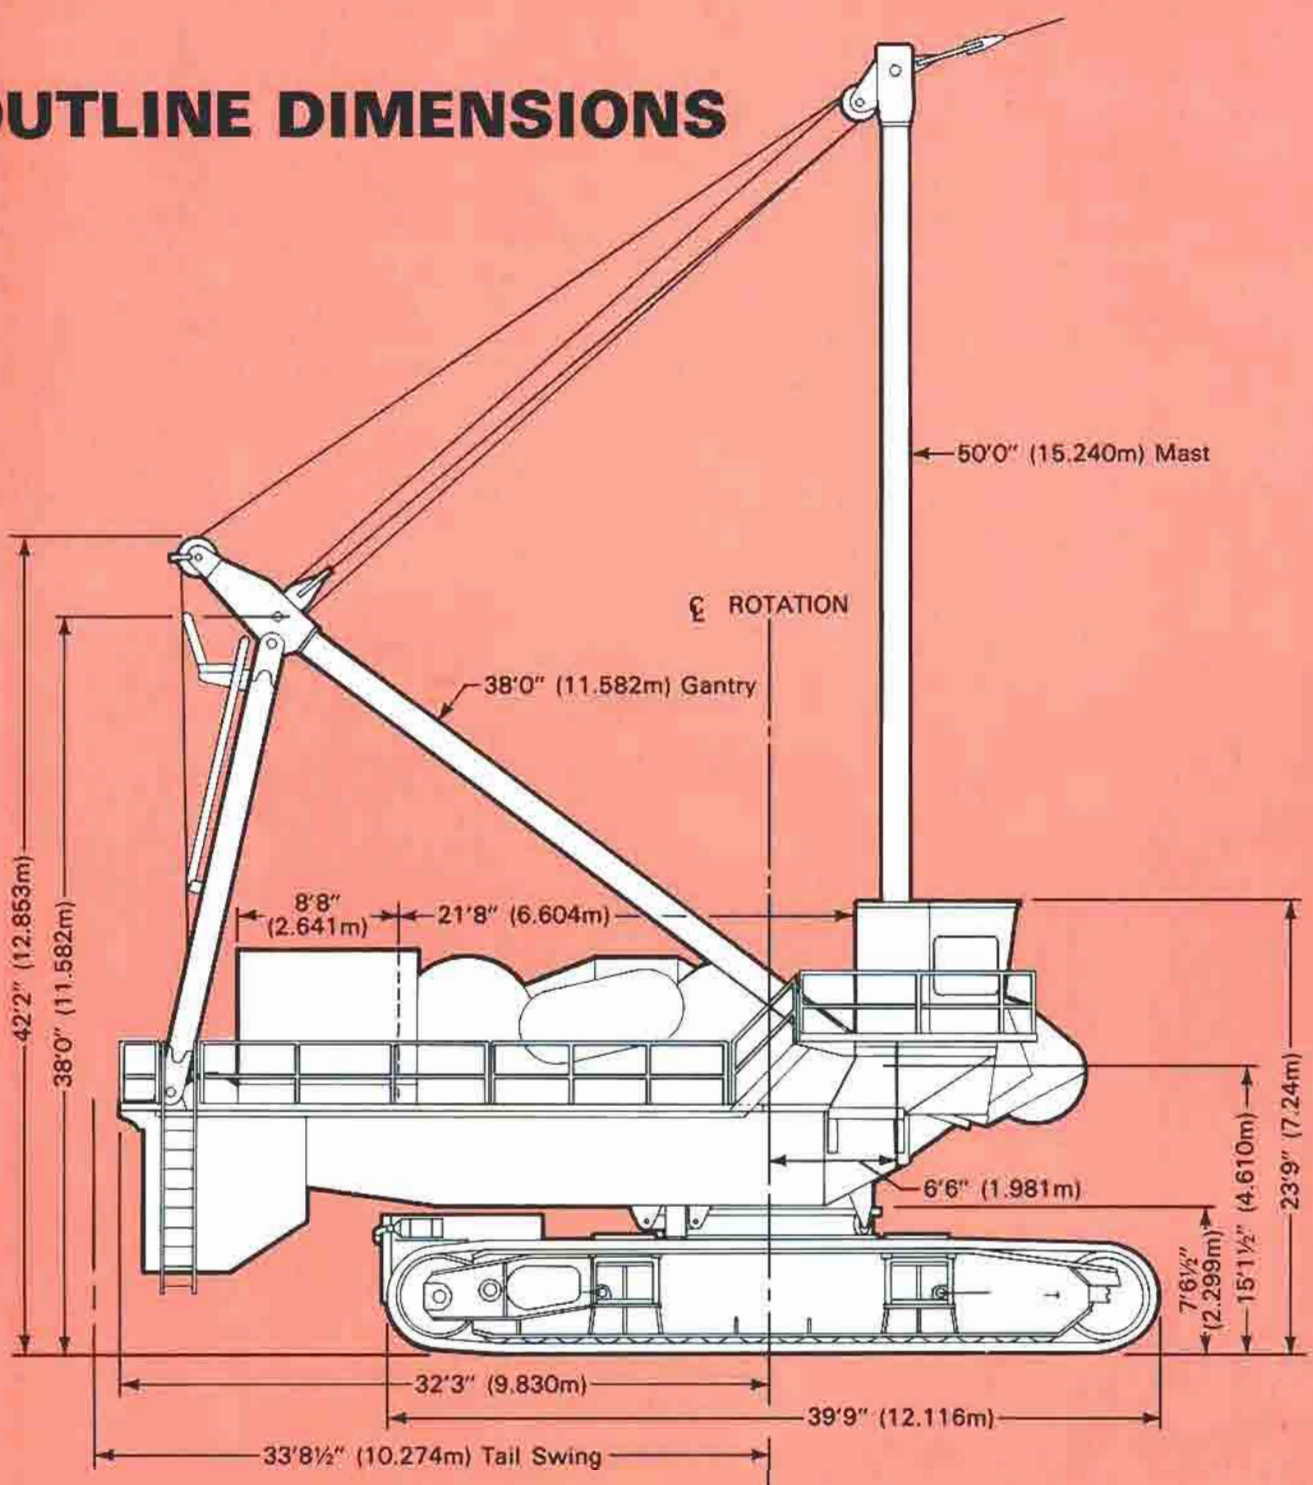 OUTLINE DIMENSIONS
50'0" (15.240m) Mast
℄ ROTATION
38'0" (11.582m) Gantry
42'2" (12.853m)
38'0" (11.582m)
8'8"
(2.641m)
21'8" (6.604m)
6'6" (1.981m)
7'6½"
(2.299m)
15'1½" (4.610m)
23'9" (7.24m)
32'3" (9.830m)
39'9" (12.116m)
33'8½" (10.274m) Tail Swing